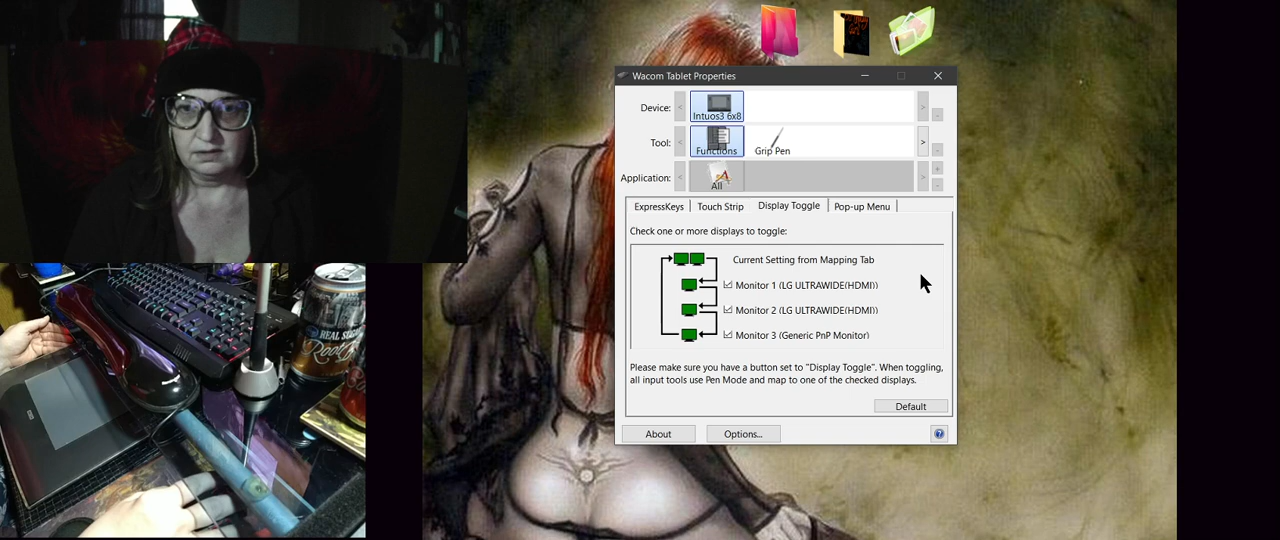 Wacom Tablet Properties
Device:
Intuos3 6x8
Tool:
Functions
Grip Pen
Application:
All
ExpressKeys
Touch Strip
Display Toggle
Pop-up Menu
Check one or more displays to toggle:
Current Setting from Mapping Tab
Monitor 1 (LG ULTRAWIDE(HDMI))
Monitor 2 (LG ULTRAWIDE(HDMI))
Monitor 3 (Generic PnP Monitor)
Please make sure you have a button set to "Display Toggle". When toggling,
all input tools use Pen Mode and map to one of the checked displays.
Default
About
Options...
REAL SUGAR
Root